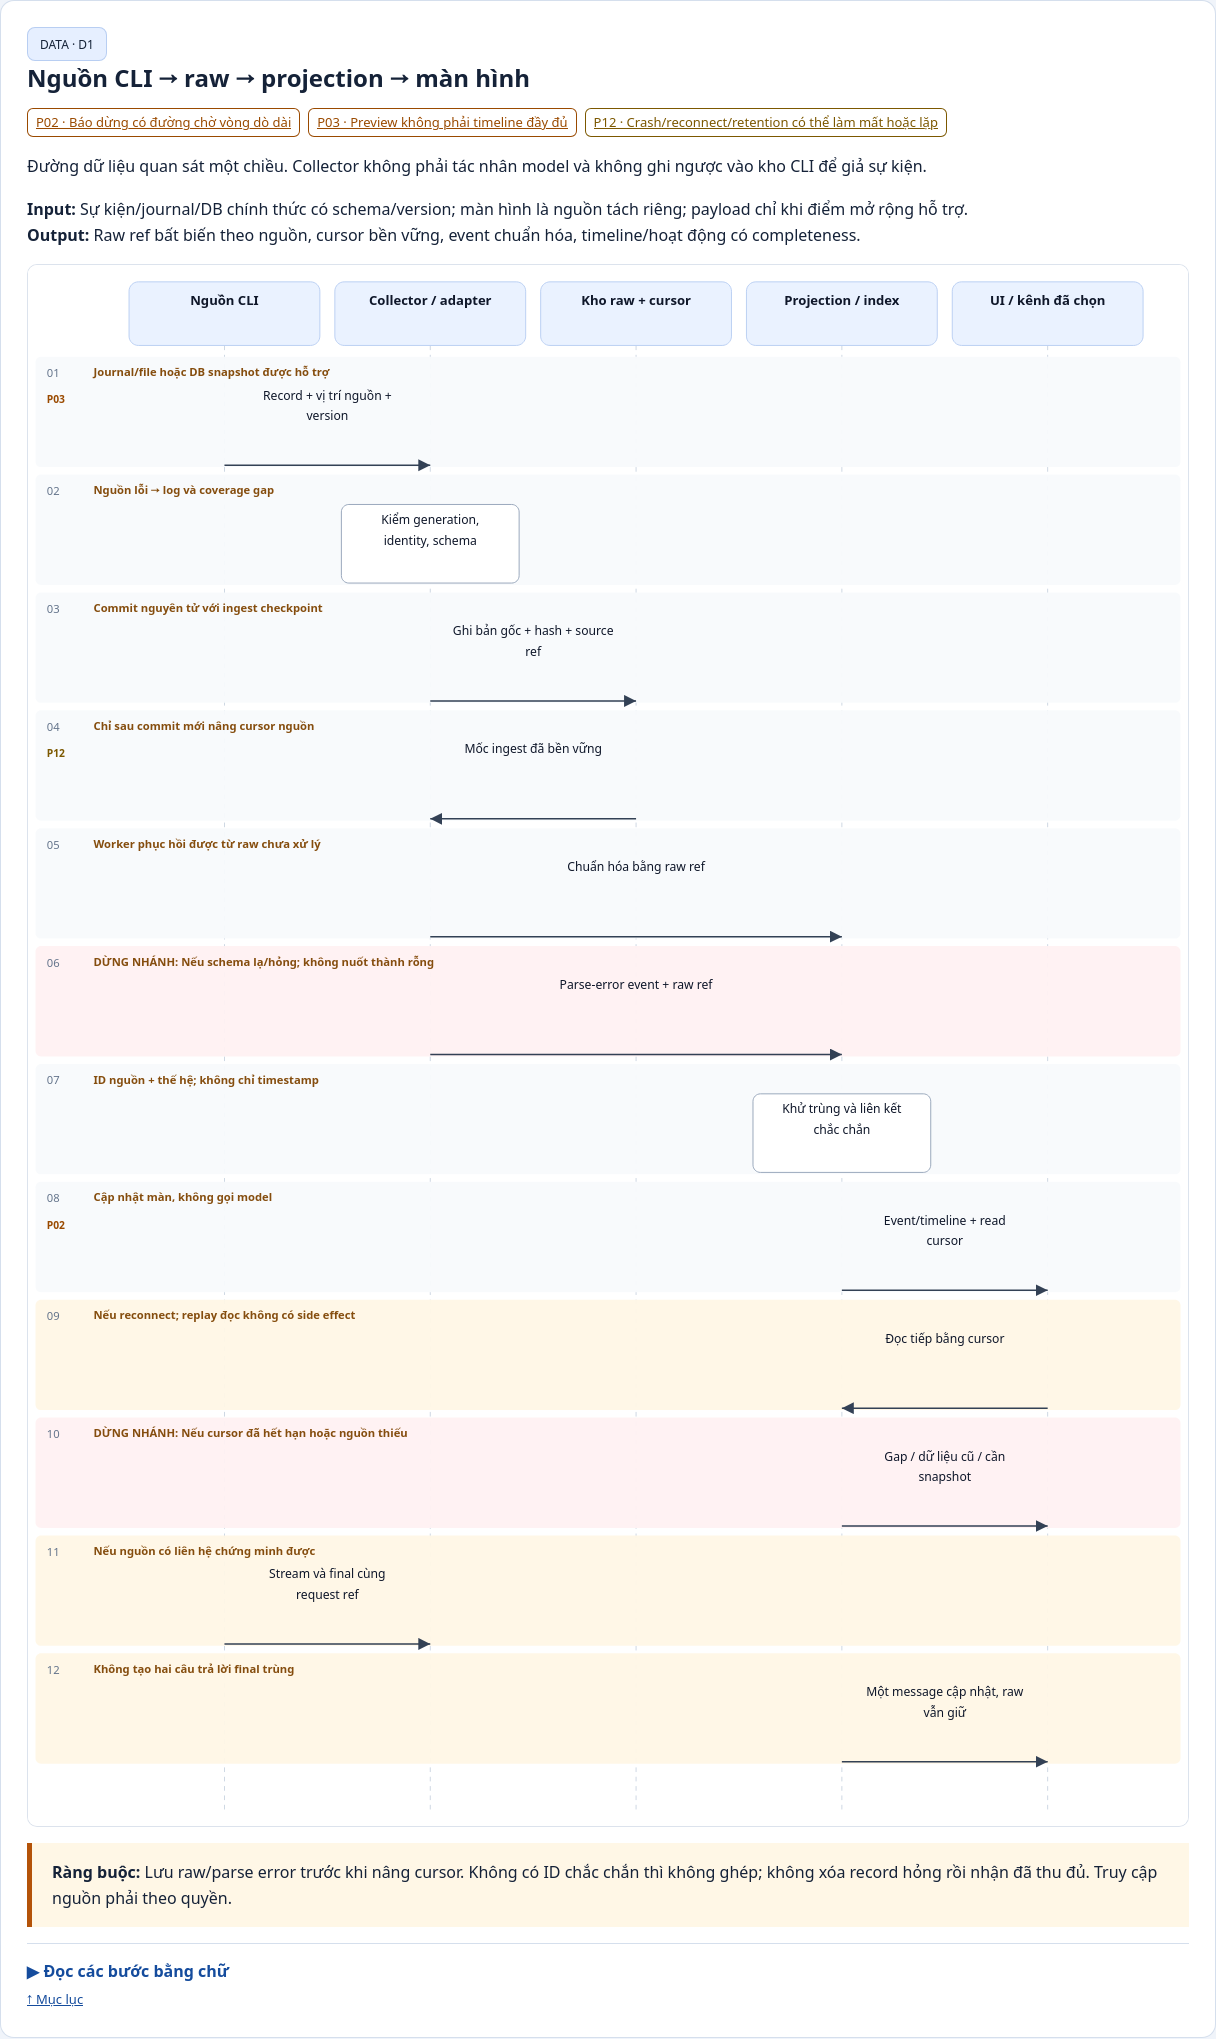 DATA · D1
Nguồn CLI → raw → projection → màn hình
P02 · Báo dừng có đường chờ vòng dò dài
P03 · Preview không phải timeline đầy đủ
P12 · Crash/reconnect/retention có thể làm mất hoặc lặp
Đường dữ liệu quan sát một chiều. Collector không phải tác nhân model và không ghi ngược vào kho CLI để giả sự kiện.
Input: Sự kiện/journal/DB chính thức có schema/version; màn hình là nguồn tách riêng; payload chỉ khi điểm mở rộng hỗ trợ.
Output: Raw ref bất biến theo nguồn, cursor bền vững, event chuẩn hóa, timeline/hoạt động có completeness.
Nguồn CLI
Collector / adapter
Kho raw + cursor
Projection / index
UI / kênh đã chọn
01
Journal/file hoặc DB snapshot được hỗ trợ
P03
Record + vị trí nguồn +
version
02
Nguồn lỗi → log và coverage gap
Kiểm generation,
identity, schema
03
Commit nguyên tử với ingest checkpoint
Ghi bản gốc + hash + source
ref
04
Chỉ sau commit mới nâng cursor nguồn
P12
Mốc ingest đã bền vững
05
Worker phục hồi được từ raw chưa xử lý
Chuẩn hóa bằng raw ref
06
DỪNG NHÁNH: Nếu schema lạ/hỏng; không nuốt thành rỗng
Parse-error event + raw ref
07
ID nguồn + thế hệ; không chỉ timestamp
Khử trùng và liên kết
chắc chắn
08
Cập nhật màn, không gọi model
P02
Event/timeline + read
cursor
09
Nếu reconnect; replay đọc không có side effect
Đọc tiếp bằng cursor
10
DỪNG NHÁNH: Nếu cursor đã hết hạn hoặc nguồn thiếu
Gap / dữ liệu cũ / cần
snapshot
11
Nếu nguồn có liên hệ chứng minh được
Stream và final cùng
request ref
12
Không tạo hai câu trả lời final trùng
Một message cập nhật, raw
vẫn giữ
Ràng buộc: Lưu raw/parse error trước khi nâng cursor. Không có ID chắc chắn thì không ghép; không xóa record hỏng rồi nhận đã thu đủ. Truy cập
nguồn phải theo quyền.
▶ Đọc các bước bằng chữ
↑ Mục lục